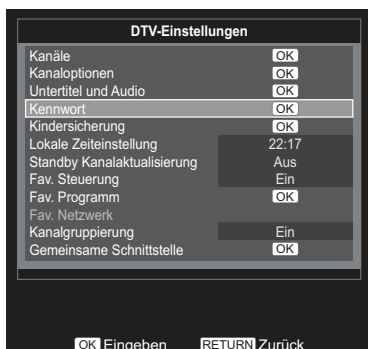 DTV-Einstellungen
Kanäle OK
Kanaloptionen OK
Untertitel und Audio OK
Kennwort OK
Kindersicherung OK
Lokale Zeiteinstellung 22:17
Standby Kanalaktualisierung Aus
Fav. Steuerung Ein
Fav. Programm OK
Fav. Netzwerk
Kanalgruppierung Ein
Gemeinsame Schnittstelle OK
OK Eingeben RETURN Zurück